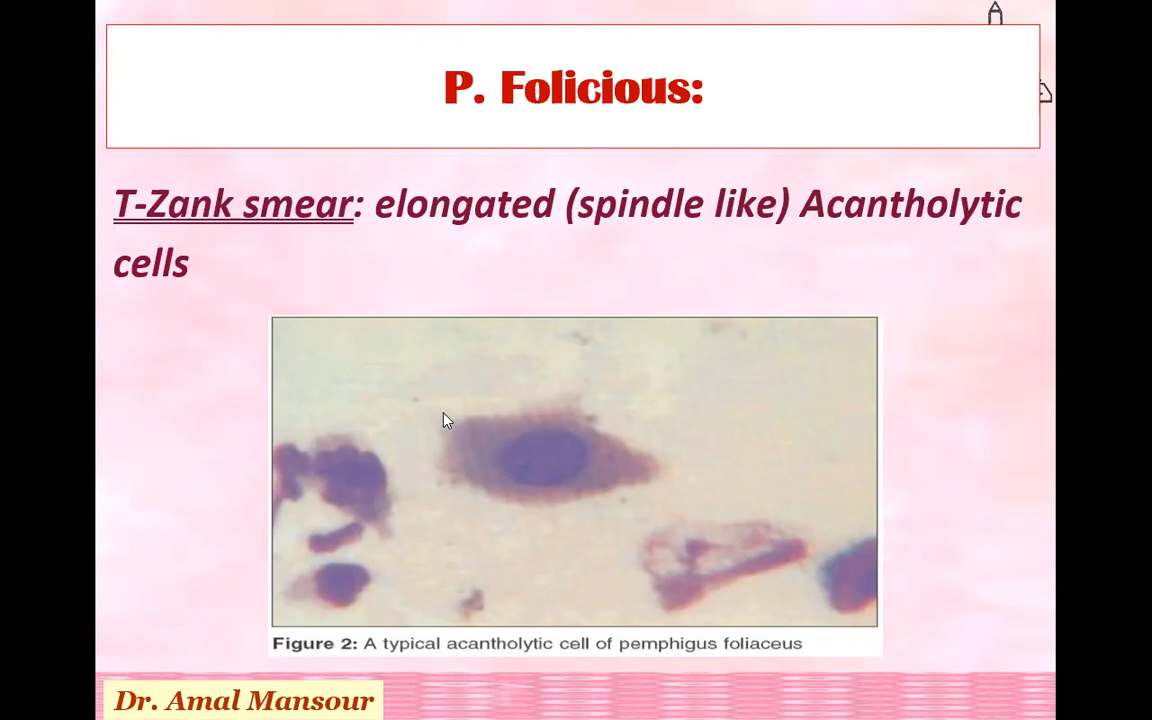 P. Folicious:
T-Zank smear: elongated (spindle like) Acantholytic
cells
Figure 2: A typical acantholytic cell of pemphigus foliaceus
Dr. Amal Mansour